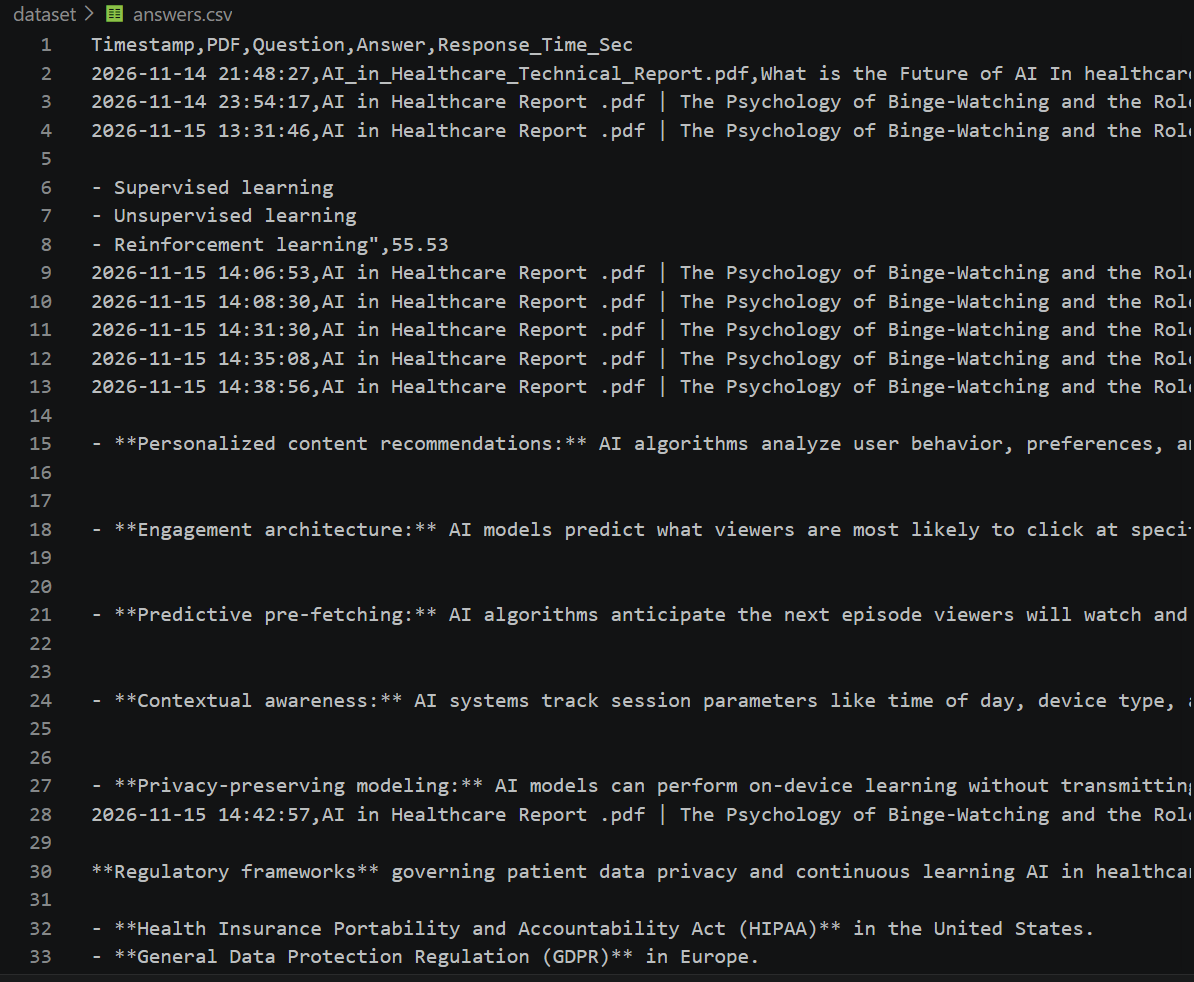 dataset > answers.csv
1 Timestamp,PDF,Question,Answer,Response_Time_Sec
2 2026-11-14 21:48:27,AI_in_Healthcare_Technical_Report.pdf,What is the Future of AI In healthcar
3 2026-11-14 23:54:17,AI in Healthcare Report .pdf | The Psychology of Binge-Watching and the Rol
4 2026-11-15 13:31:46,AI in Healthcare Report .pdf | The Psychology of Binge-Watching and the Rol
5
6 - Supervised learning
7 - Unsupervised learning
8 - Reinforcement learning",55.53
9 2026-11-15 14:06:53,AI in Healthcare Report .pdf | The Psychology of Binge-Watching and the Rol
10 2026-11-15 14:08:30,AI in Healthcare Report .pdf | The Psychology of Binge-Watching and the Rol
11 2026-11-15 14:31:30,AI in Healthcare Report .pdf | The Psychology of Binge-Watching and the Rol
12 2026-11-15 14:35:08,AI in Healthcare Report .pdf | The Psychology of Binge-Watching and the Rol
13 2026-11-15 14:38:56,AI in Healthcare Report .pdf | The Psychology of Binge-Watching and the Rol
14
15 - **Personalized content recommendations:** AI algorithms analyze user behavior, preferences, a
16
17
18 - **Engagement architecture:** AI models predict what viewers are most likely to click at speci
19
20
21 - **Predictive pre-fetching:** AI algorithms anticipate the next episode viewers will watch and
22
23
24 - **Contextual awareness:** AI systems track session parameters like time of day, device type,
25
26
27 - **Privacy-preserving modeling:** AI models can perform on-device learning without transmitting
28 2026-11-15 14:42:57,AI in Healthcare Report .pdf | The Psychology of Binge-Watching and the Rol
29
30 **Regulatory frameworks** governing patient data privacy and continuous learning AI in healthca
31
32 - **Health Insurance Portability and Accountability Act (HIPAA)** in the United States.
33 - **General Data Protection Regulation (GDPR)** in Europe.